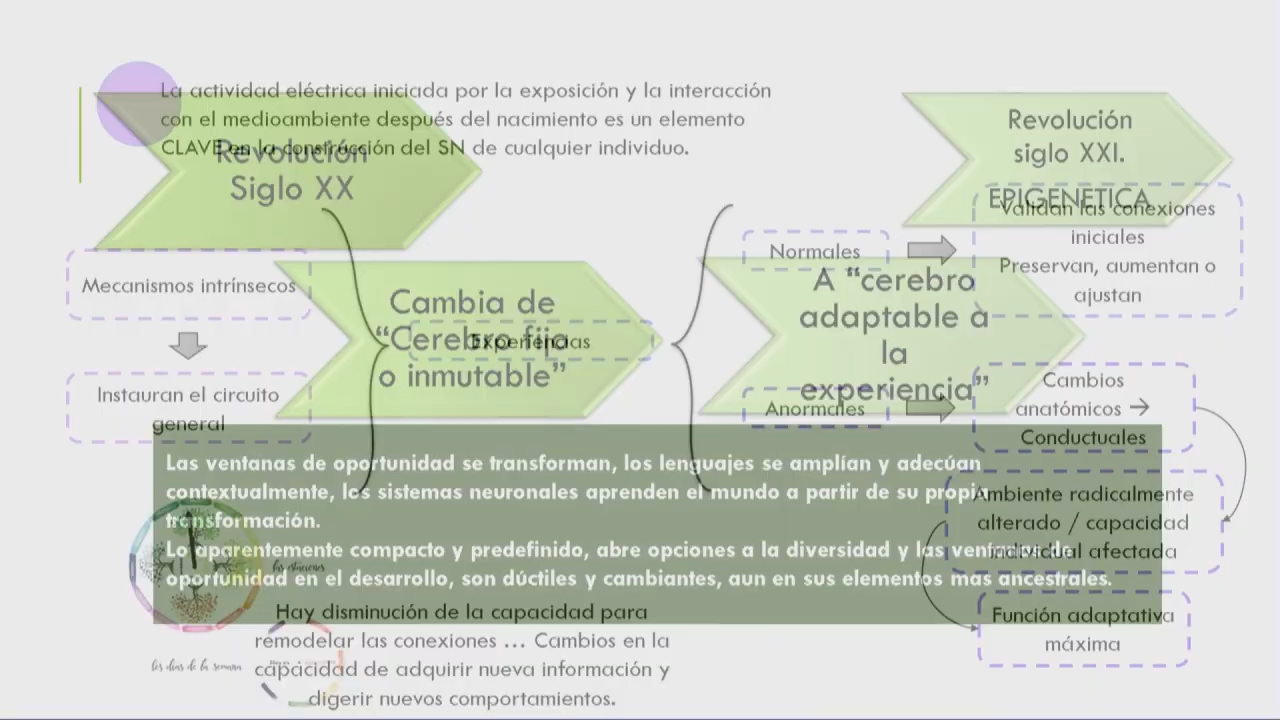 La actividad eléctrica iniciada por la exposición y la interacción
con el medioambiente después del nacimiento es un elemento
CLAVE en la construcción del SN de cualquier individuo.
Revolución
Siglo XX
Revolución
siglo XXI.
EPIGENETICA
Mecanismos intrínsecos
Instauran el circuito
general
Cambia de
“Cerebro fijo
o inmutable”
Experiencias
Normales
A “cerebro
adaptable a
la
experiencia”
Anormales
Validan las conexiones
iniciales
Preservan, aumentan o
ajustan
Cambios
anatómicos →
Conductuales
Ambiente radicalmente
alterado / capacidad
individual afectada
Función adaptativa
máxima
Las ventanas de oportunidad se transforman, los lenguajes se amplían y adecúan
contextualmente, los sistemas neuronales aprenden el mundo a partir de su propia
transformación.
Lo aparentemente compacto y predefinido, abre opciones a la diversidad y las ventanas de
oportunidad en el desarrollo, son dúctiles y cambiantes, aun en sus elementos mas ancestrales.
las estaciones
los dias de la semana
Hay disminución de la capacidad para
remodelar las conexiones … Cambios en la
capacidad de adquirir nueva información y
digerir nuevos comportamientos.